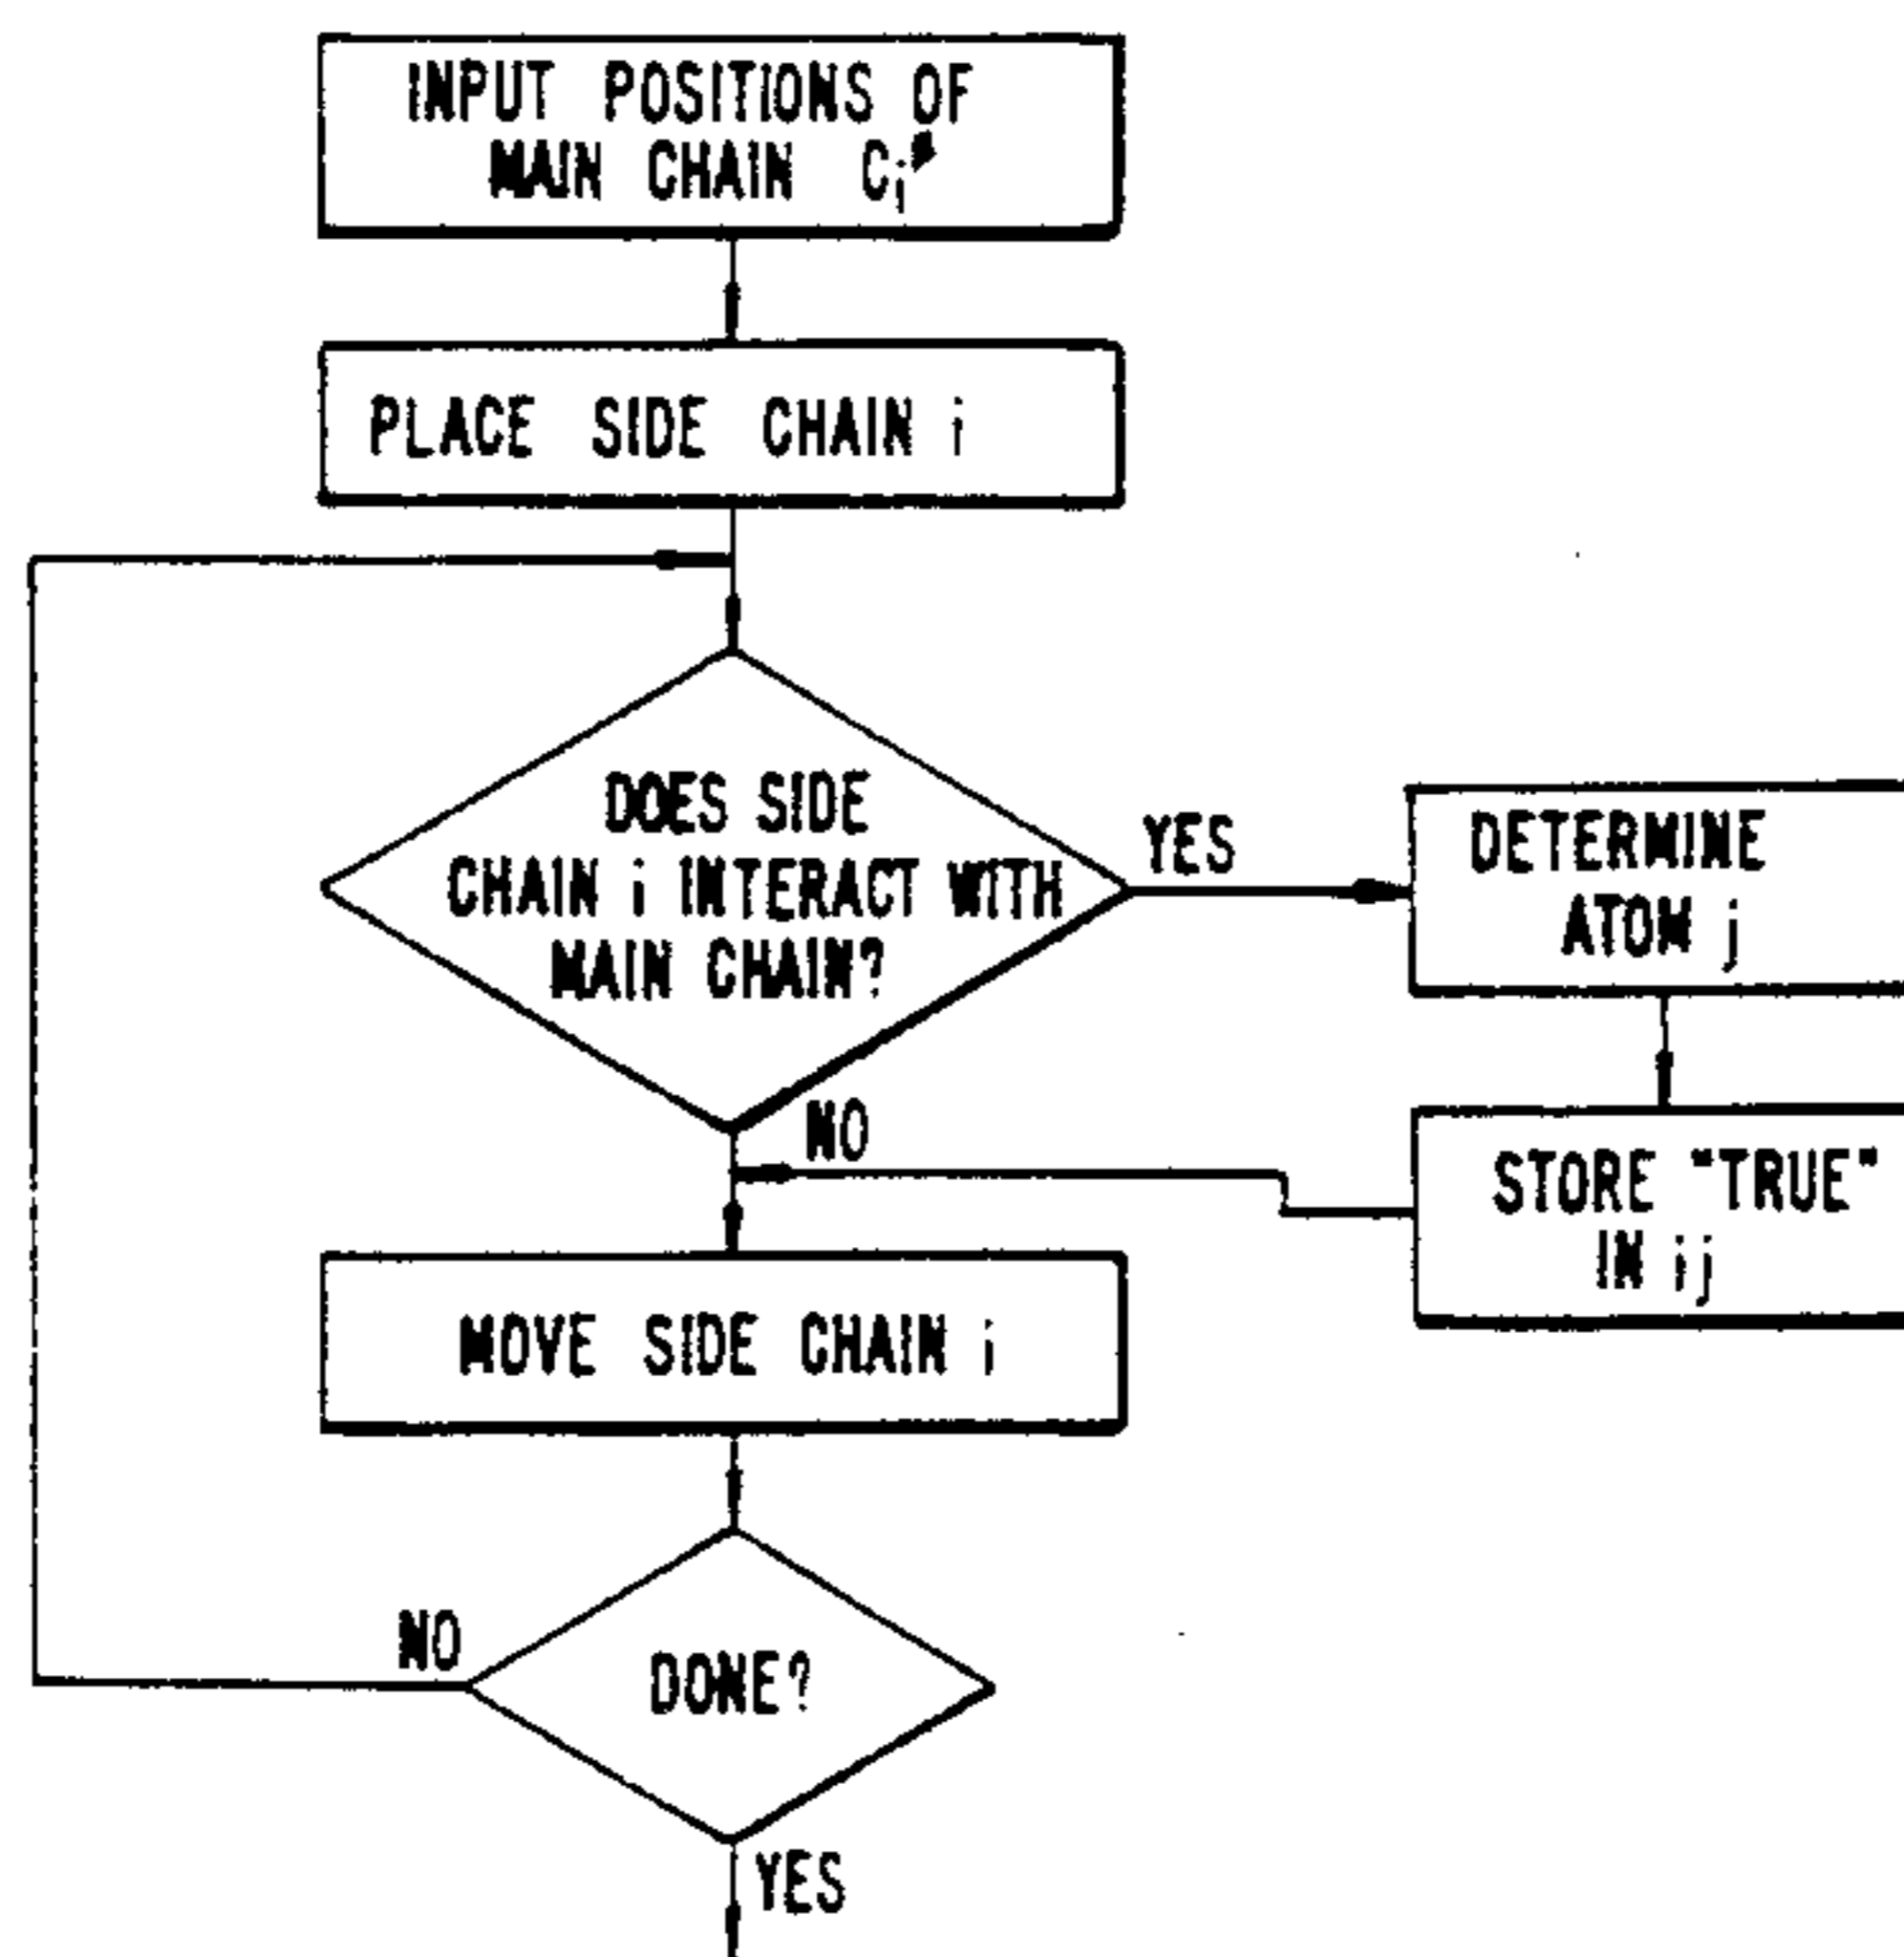 INPUT POSITIONS OF
MAIN CHAIN Ci
PLACE SIDE CHAIN i
DOES SIDE
CHAIN i INTERACT WITH
MAIN CHAIN?
YES
DETERMINE
ATOM j
NO
STORE "TRUE"
IN ij
MOVE SIDE CHAIN i
NO
DONE?
YES